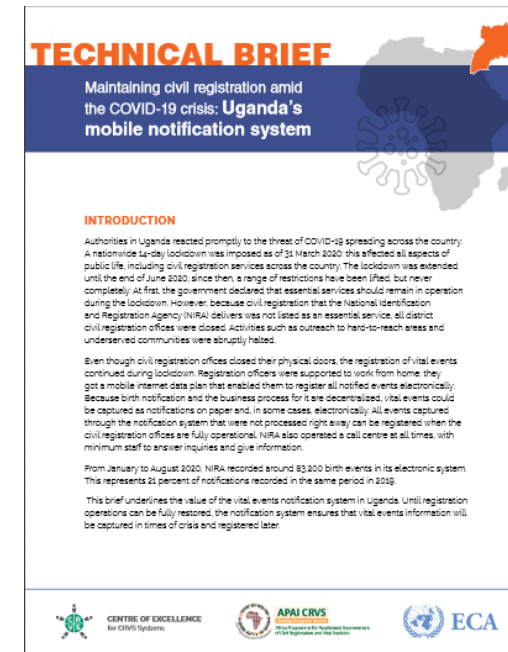 TECHNICAL BRIEF
Maintaining civil registration amid
the COVID-19 crisis: Uganda's
mobile notification system
INTRODUCTION
Authorities in Uganda reacted promptly to the threat of COVID-19 spreading across the country.
A nationwide 14-day lockdown was imposed as of 31 March 2020; this affected all aspects of
public life, including civil registration services across the country. The lockdown was extended
until the end of June 2020; since then, a range of restrictions have been lifted, but never
completely. At first, the government declared that essential services should remain in operation
during the lockdown. However, because civil registration that the National Identification
and Registration Agency (NIRA) delivers was not listed as an essential service, all district
civil registration offices were closed. Activities such as outreach to hard-to-reach areas and
underserved communities were abruptly halted.
Even though civil registration offices closed their physical doors, the registration of vital events
continued during lockdown. Registration officers were supported to work from home: they
got a mobile internet data plan that enabled them to register all notified events electronically.
Because birth notification and the business process for it are decentralized, vital events could
be captured as notifications on paper and, in some cases, electronically. All events captured
through the notification system that were not processed right away can be registered when the
civil registration offices are fully operational. NIRA also operated a call centre at all times, with
minimum staff to answer inquiries and give information.
From January to August 2020, NIRA recorded around 83,200 birth events in its electronic system.
This represents 21 percent of notifications recorded in the same period in 2019.
This brief underlines the value of the vital events notification system in Uganda. Until registration
operations can be fully restored, the notification system ensures that vital events information will
be captured in times of crisis and registered later.
CENTRE OF EXCELLENCE
for CRVS Systems
APAI CRVS
Africa Programme for Accelerated Improvement
of Civil Registration and Vital Statistics
ECA